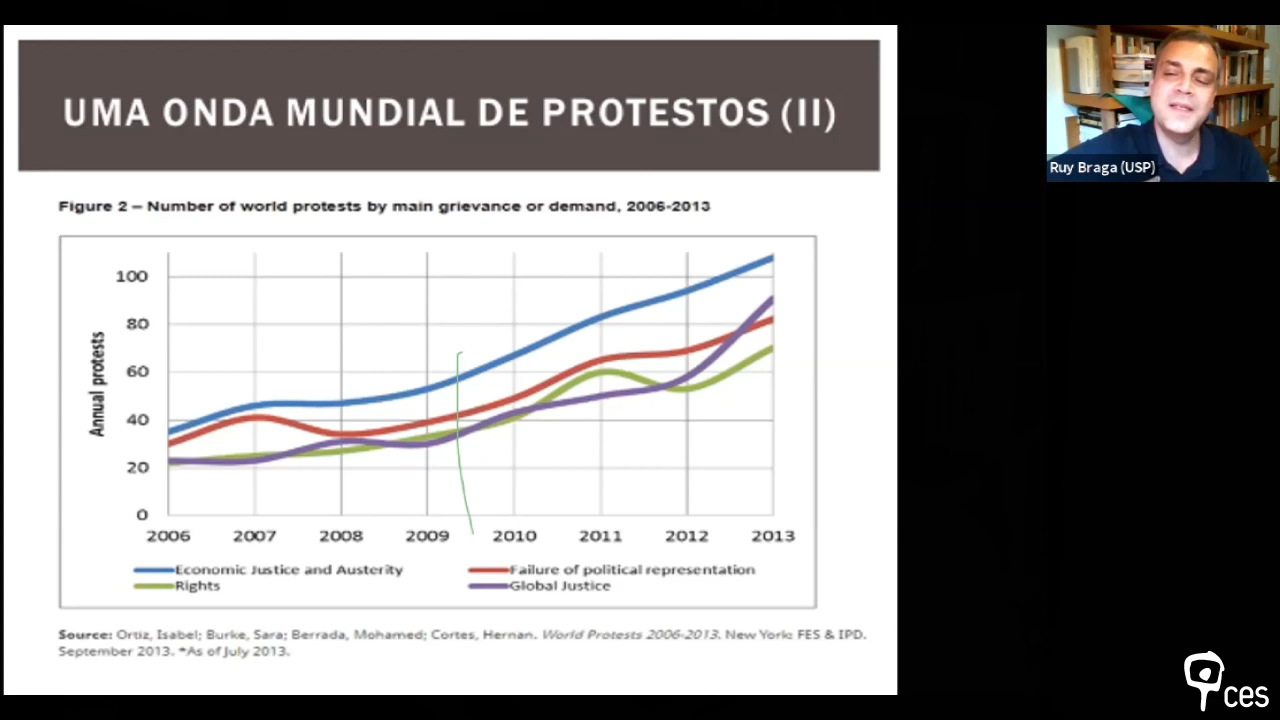 UMA ONDA MUNDIAL DE PROTESTOS (II)
Ruy Braga (USP)
Figure 2 – Number of world protests by main grievance or demand, 2006-2013
Annual protests
100
80
60
40
20
0
2006 2007 2008 2009 2010 2011 2012 2013
Economic Justice and Austerity Failure of political representation
Rights Global Justice
Source: Ortiz, Isabel; Burke, Sara; Berrada, Mohamed; Cortes, Hernan. World Protests 2006-2013. New York: FES & IPD.
September 2013. *As of July 2013.
ces